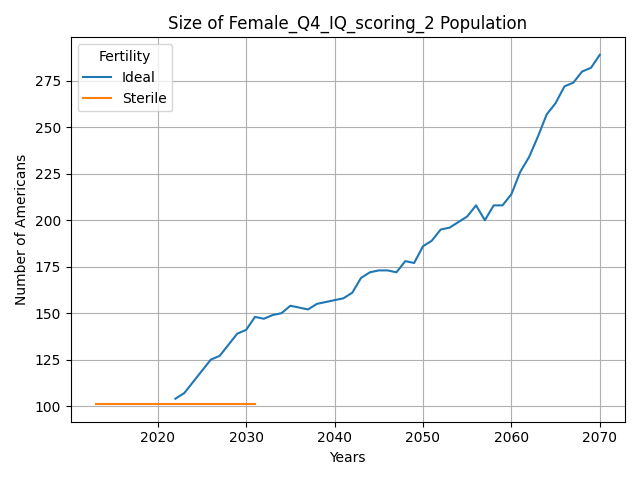 Size of Female_Q4_IQ_scoring_2 Population
Fertility
Ideal
Sterile
Number of Americans
275
250
225
200
175
150
125
100
2020 2030 2040 2050 2060 2070
Years